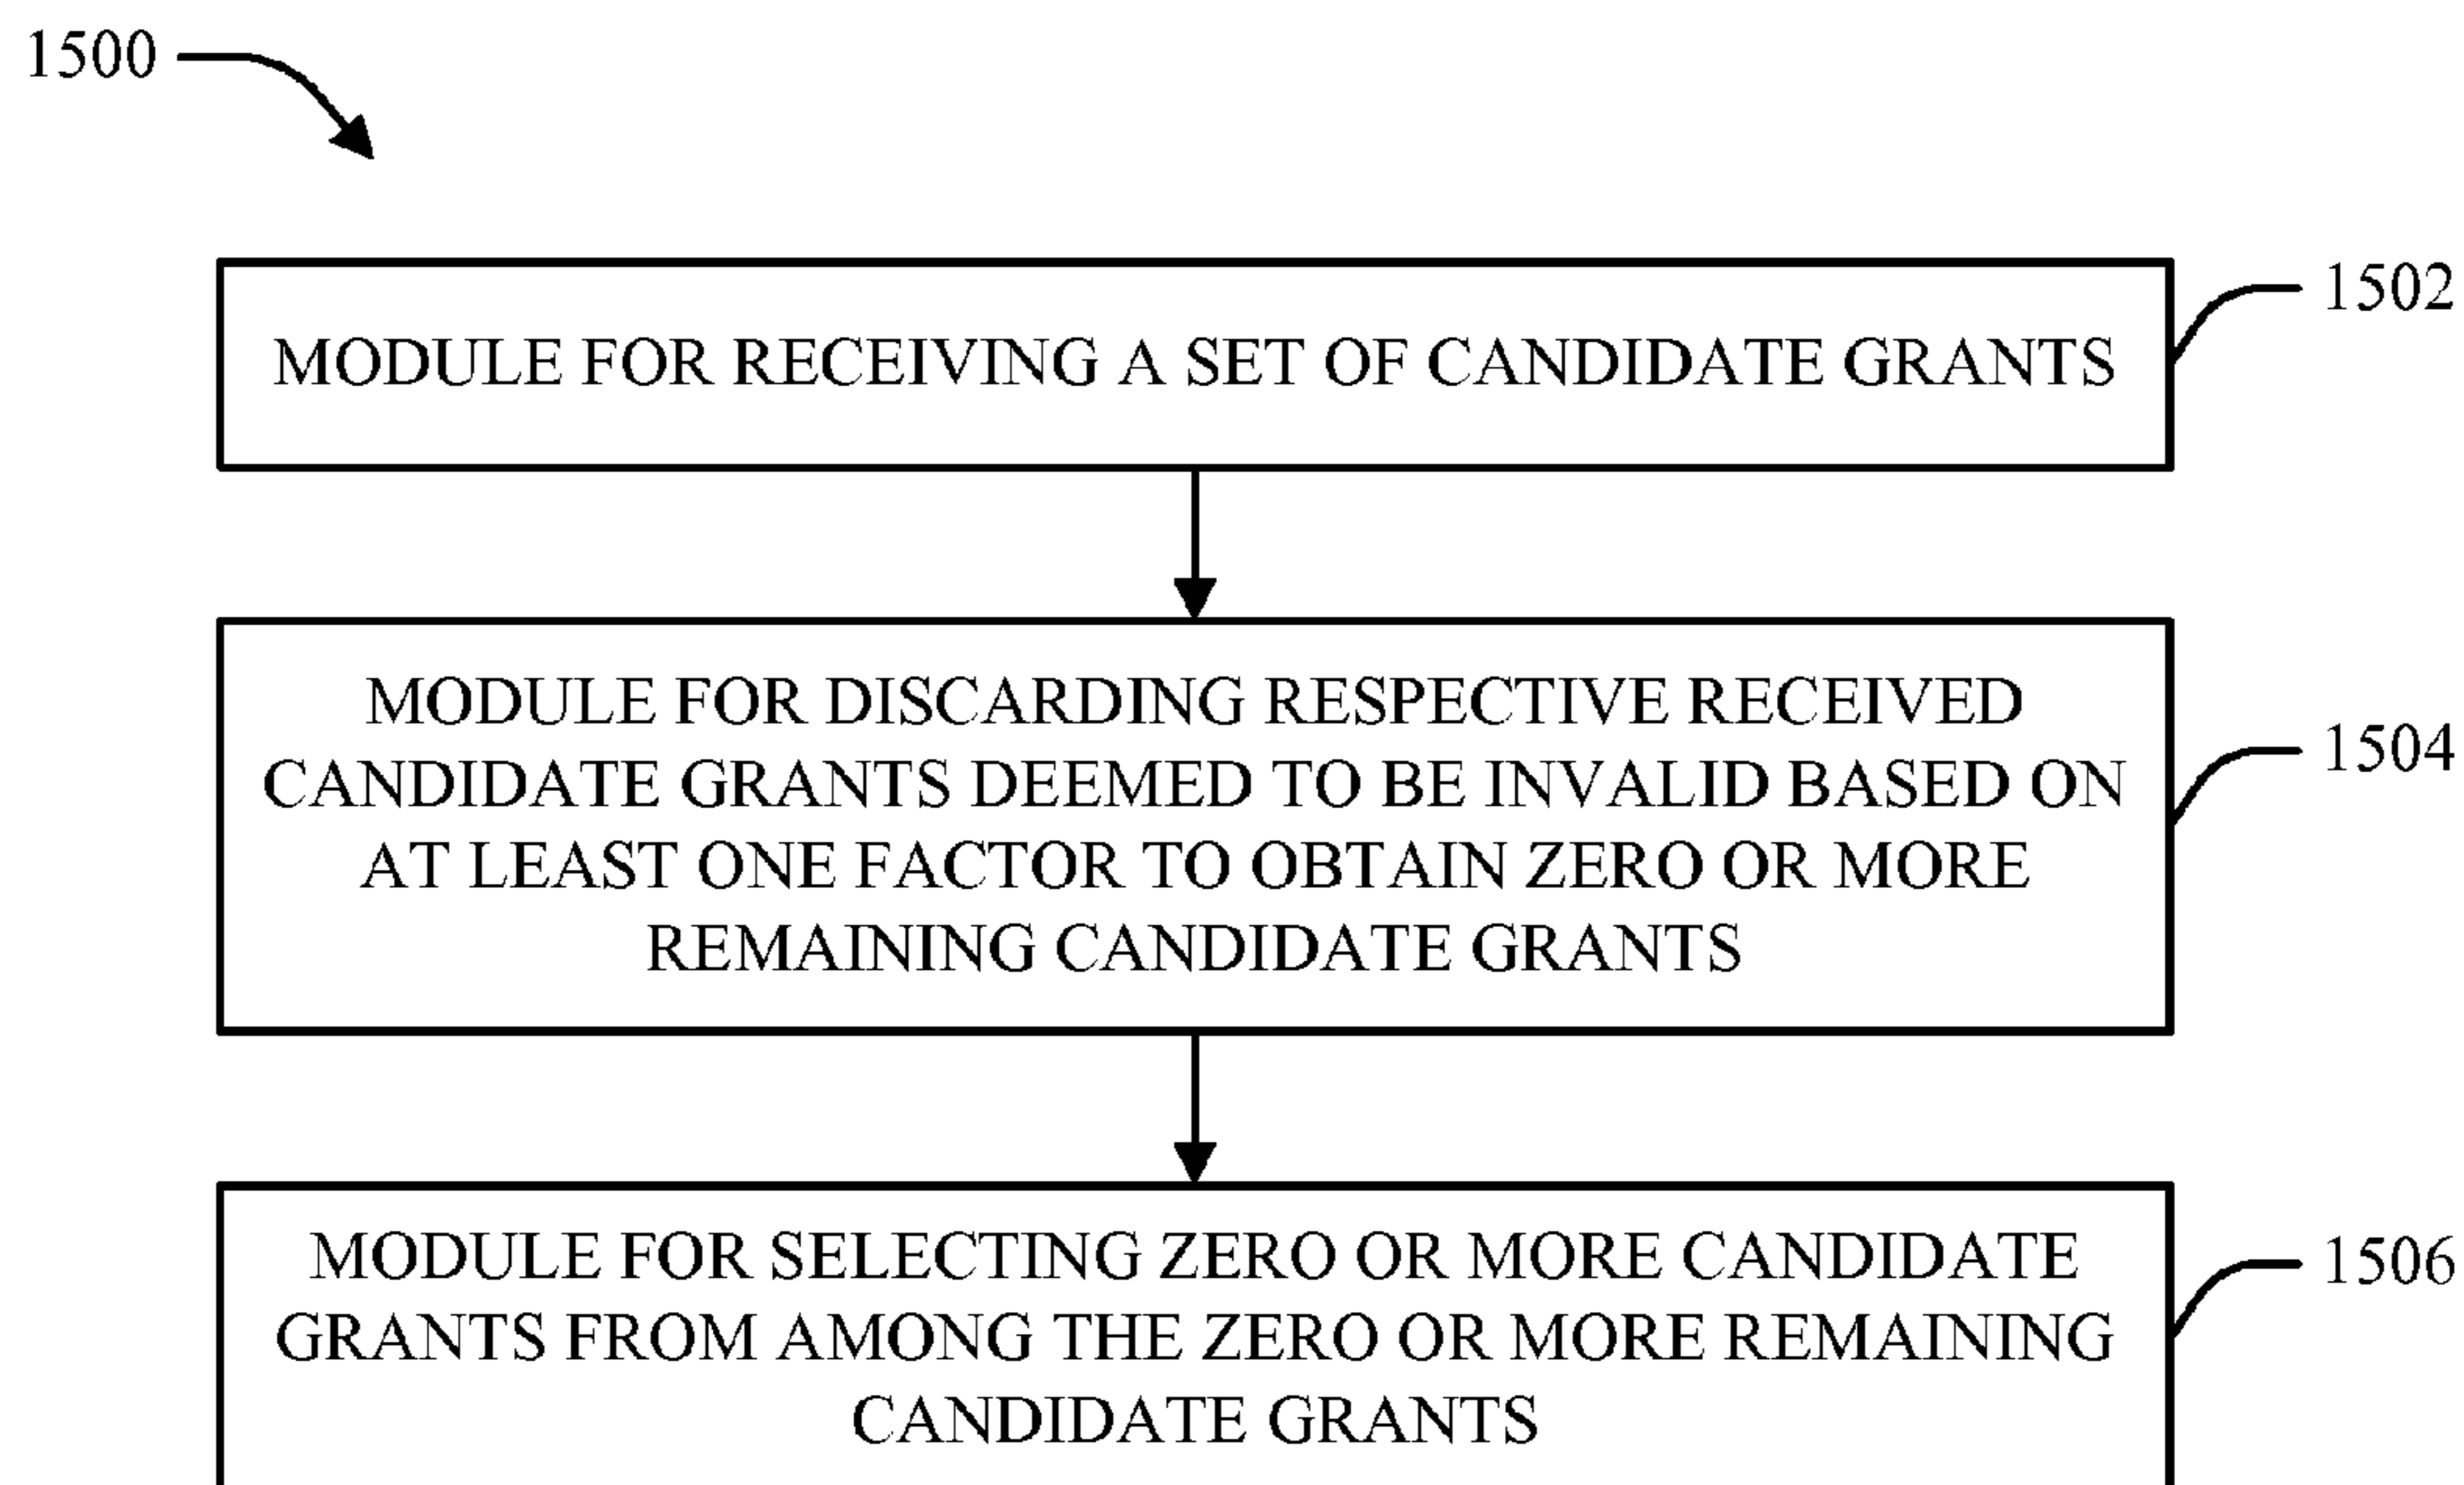 1500
MODULE FOR RECEIVING A SET OF CANDIDATE GRANTS
1502
MODULE FOR DISCARDING RESPECTIVE RECEIVED
CANDIDATE GRANTS DEEMED TO BE INVALID BASED ON
AT LEAST ONE FACTOR TO OBTAIN ZERO OR MORE
REMAINING CANDIDATE GRANTS
1504
MODULE FOR SELECTING ZERO OR MORE CANDIDATE
GRANTS FROM AMONG THE ZERO OR MORE REMAINING
CANDIDATE GRANTS
1506